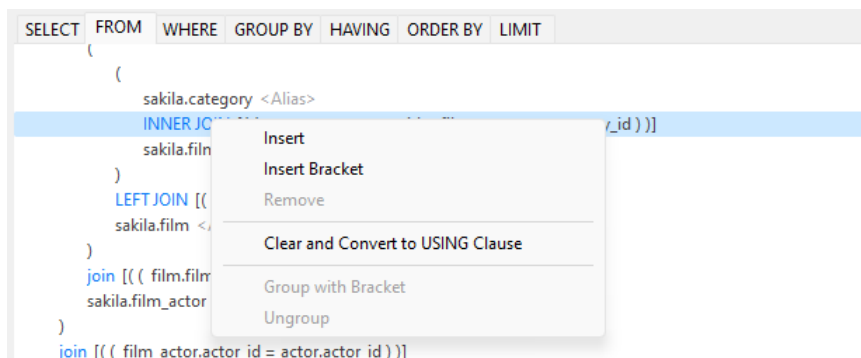 SELECT FROM WHERE GROUP BY HAVING ORDER BY LIMIT
(
(
sakila.category <Alias>
INNER JO y_id ) )]
sakila.film
)
LEFT JOIN [(
sakila.film <
)
join [( ( film.film
sakila.film_actor
)
join [( ( film_actor.actor_id = actor.actor_id ) )]
Insert
Insert Bracket
Remove
Clear and Convert to USING Clause
Group with Bracket
Ungroup